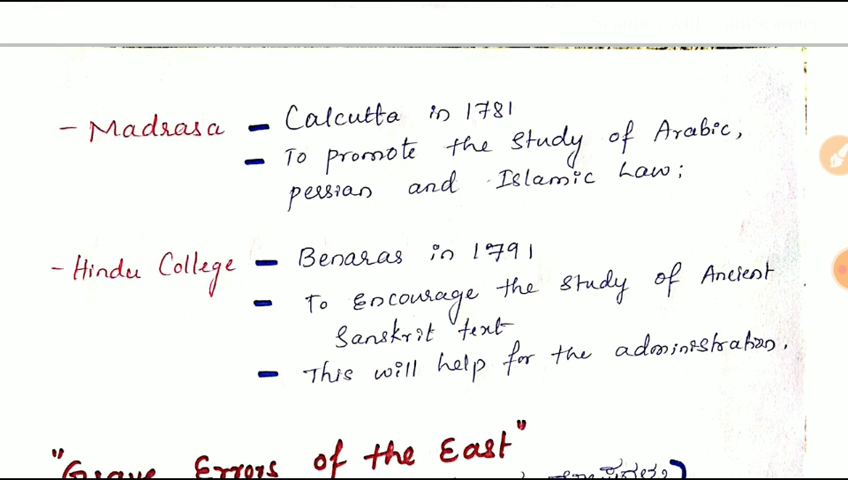 - Madrasa - Calcutta in 1781
- To promote the study of Arabic,
persian and Islamic Law;
- Hindu College - Benaras in 1791
- To Encourage the study of Ancient
Sanskrit text
- This will help for the administration.
"Grave Errors of the East"